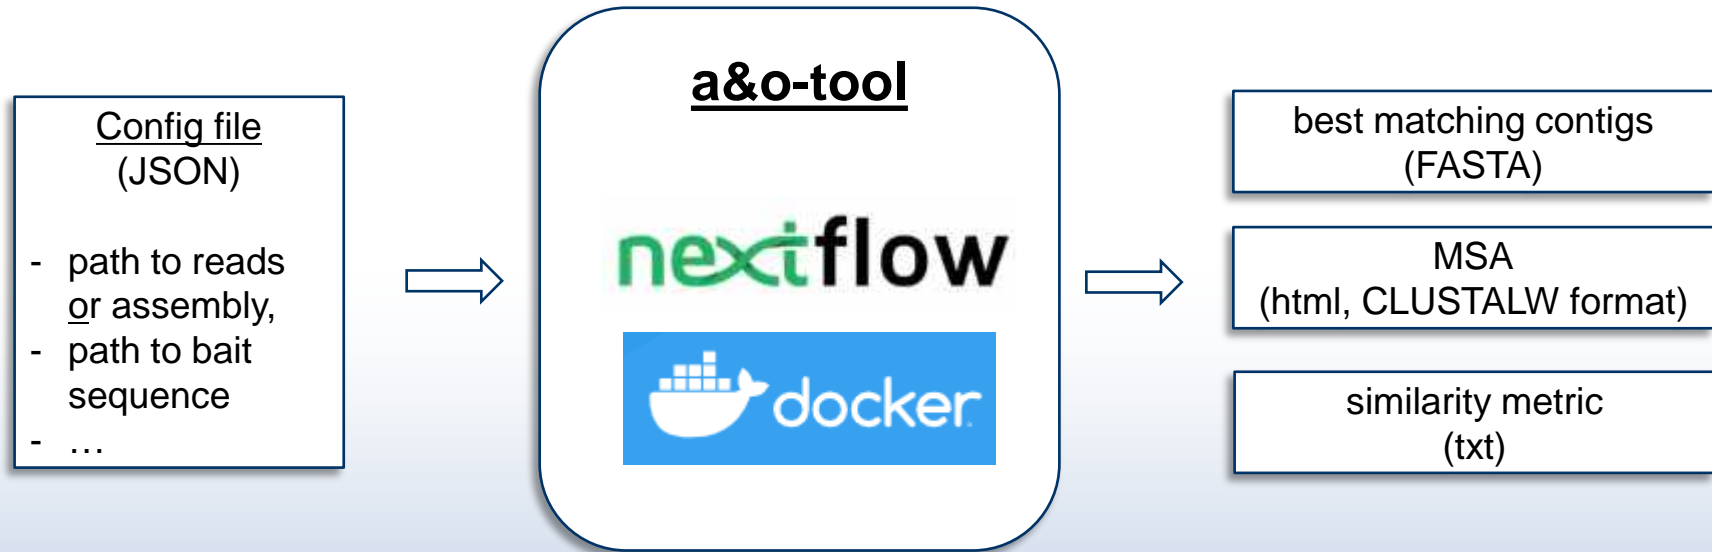 Config file
(JSON)
- path to reads
or assembly,
- path to bait
sequence
- …
a&o-tool
nextflow
docker
best matching contigs
(FASTA)
MSA
(html, CLUSTALW format)
similarity metric
(txt)